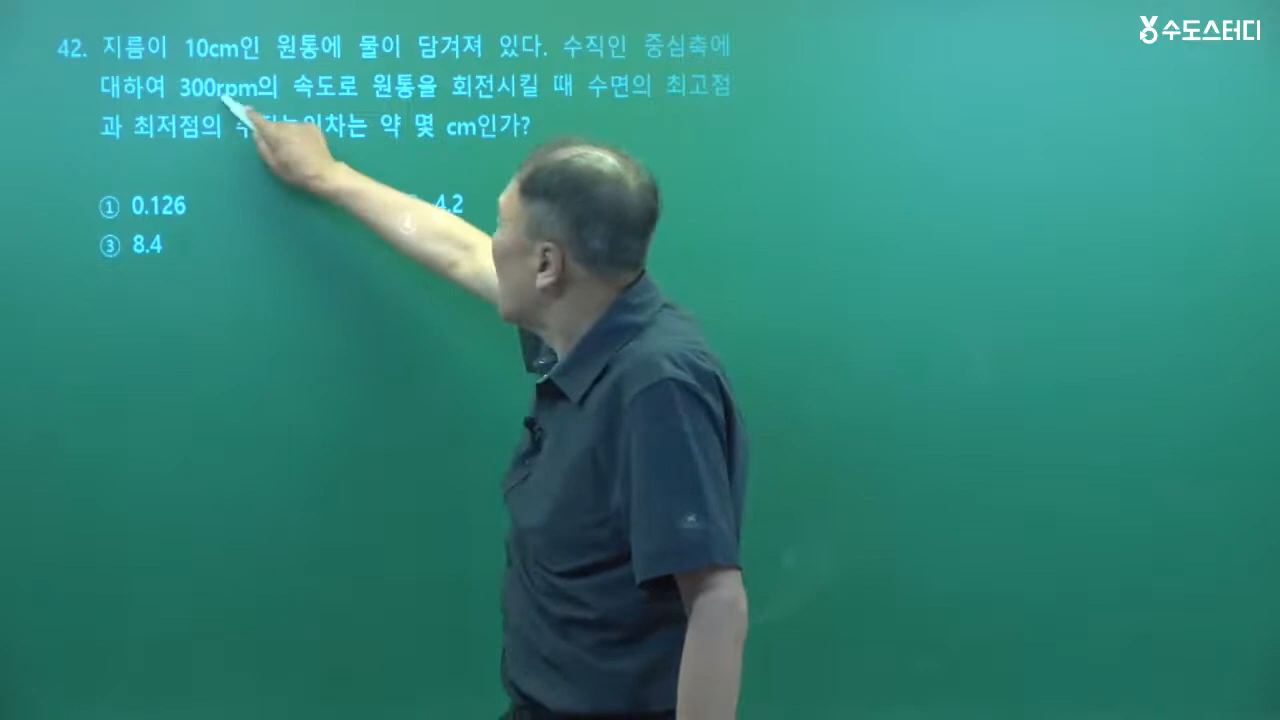 수도스터디
42. 지름이 10cm인 원통에 물이 담겨져 있다. 수직인 중심축에
대하여 300rpm의 속도로 원통을 회전시킬 때 수면의 최고점
과 최저점의 차는 약 몇 cm인가?
① 0.126
4.2
③ 8.4
④